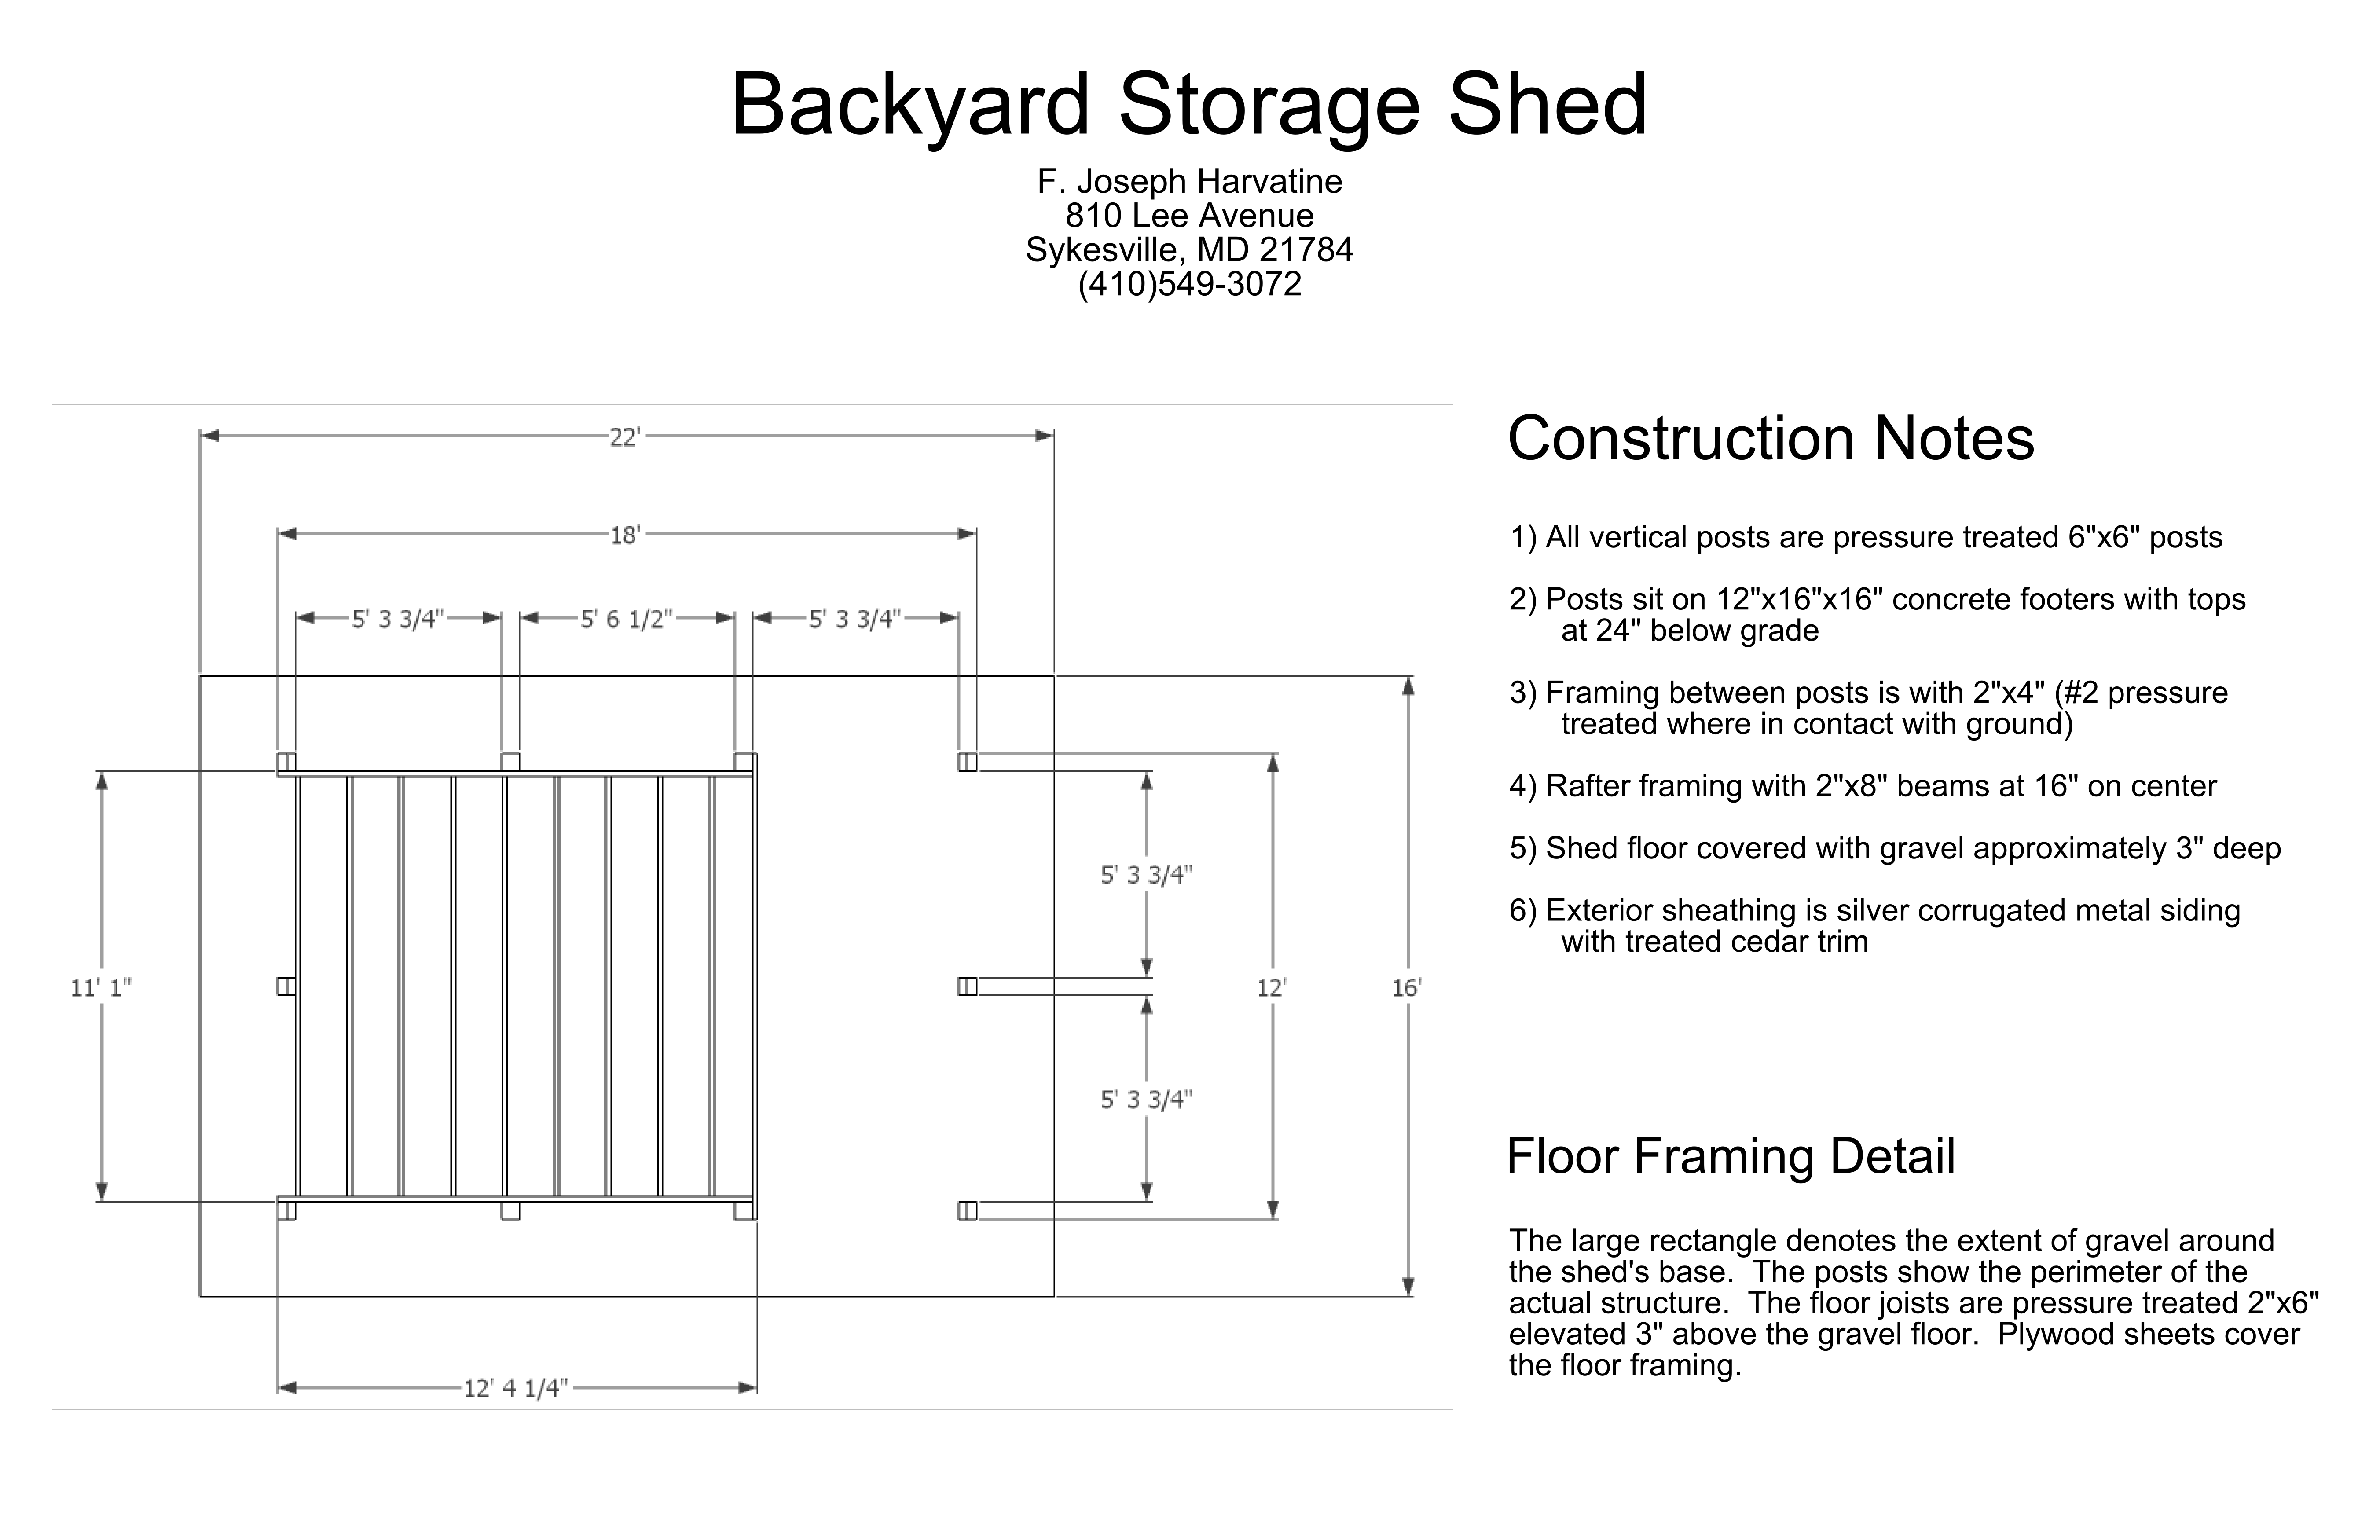 Backyard Storage Shed
F. Joseph Harvatine
810 Lee Avenue
Sykesville, MD 21784
(410)549-3072
22'
18'
5' 3 3/4"
5' 6 1/2"
5' 3 3/4"
5' 3 3/4"
11' 1"
12'
16'
5' 3 3/4"
12' 4 1/4"
Construction Notes
1) All vertical posts are pressure treated 6"x6" posts
2) Posts sit on 12"x16"x16" concrete footers with tops
at 24" below grade
3) Framing between posts is with 2"x4" (#2 pressure
treated where in contact with ground)
4) Rafter framing with 2"x8" beams at 16" on center
5) Shed floor covered with gravel approximately 3" deep
6) Exterior sheathing is silver corrugated metal siding
with treated cedar trim
Floor Framing Detail
The large rectangle denotes the extent of gravel around
the shed's base.  The posts show the perimeter of the
actual structure.  The floor joists are pressure treated 2"x6"
elevated 3" above the gravel floor.  Plywood sheets cover
the floor framing.